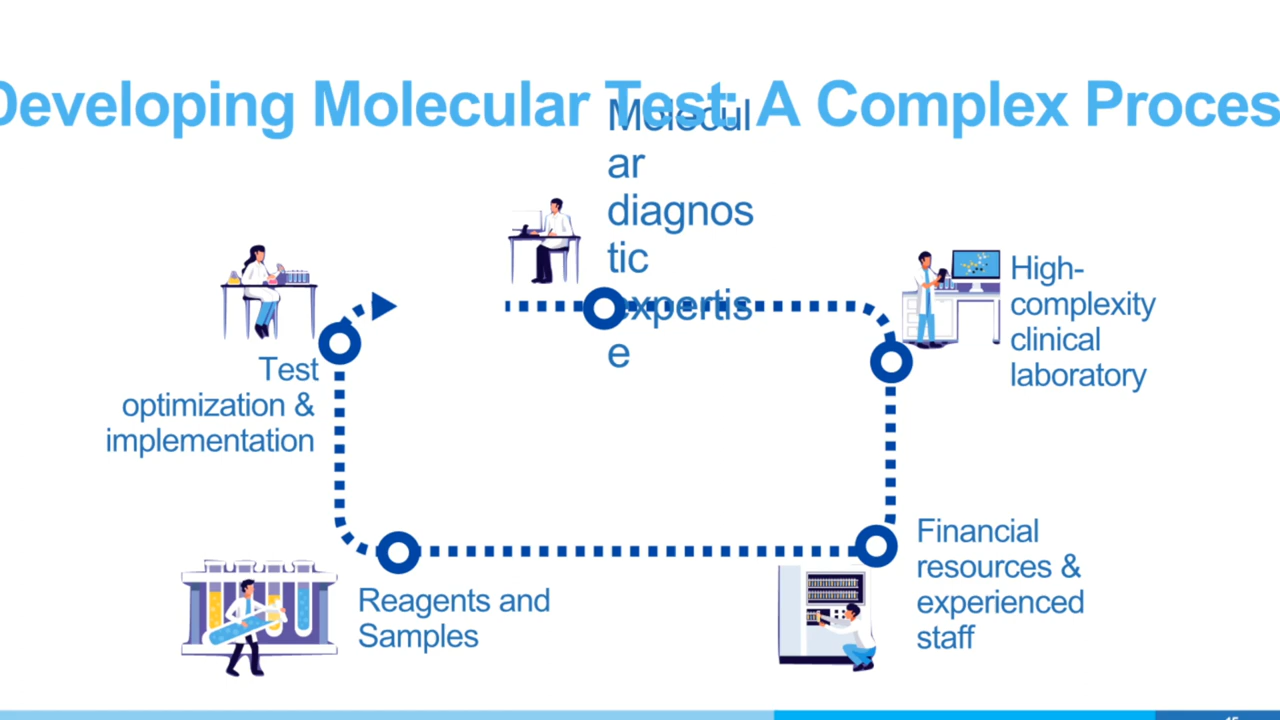 Developing Molecular Test: A Complex Proces
Molecul
ar
diagnos
tic
expertis
e
High-
complexity
clinical
laboratory
Financial
resources &
experienced
staff
Reagents and
Samples
Test
optimization &
implementation